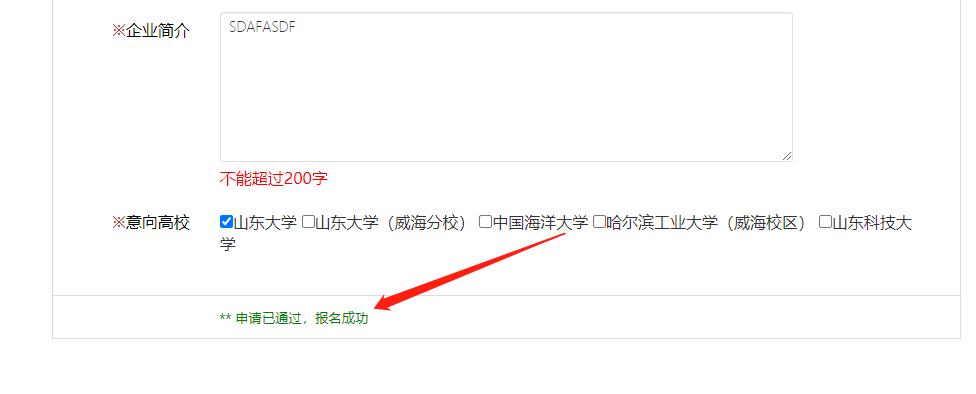 ※企业简介
SDAFASDF
不能超过200字
※意向高校
山东大学 山东大学（威海分校） 中国海洋大学 哈尔滨工业大学（威海校区） 山东科技大
学
** 申请已通过，报名成功